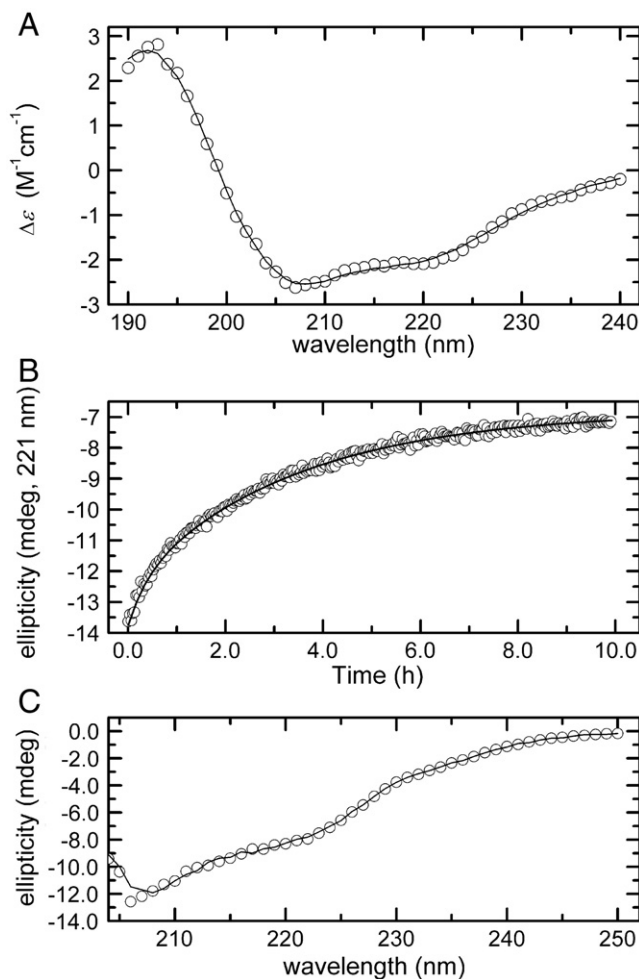 A
3
2
1
0
-1
-2
-3
Δε (M⁻¹cm⁻¹)
190 200 210 220 230 240
wavelength (nm)
B
-7
-8
-9
-10
-11
-12
-13
-14
ellipticity (mdeg, 221 nm)
0.0 2.0 4.0 6.0 8.0 10.0
Time (h)
C
0.0
-2.0
-4.0
-6.0
-8.0
-10.0
-12.0
-14.0
ellipticity (mdeg)
210 220 230 240 250
wavelength (nm)